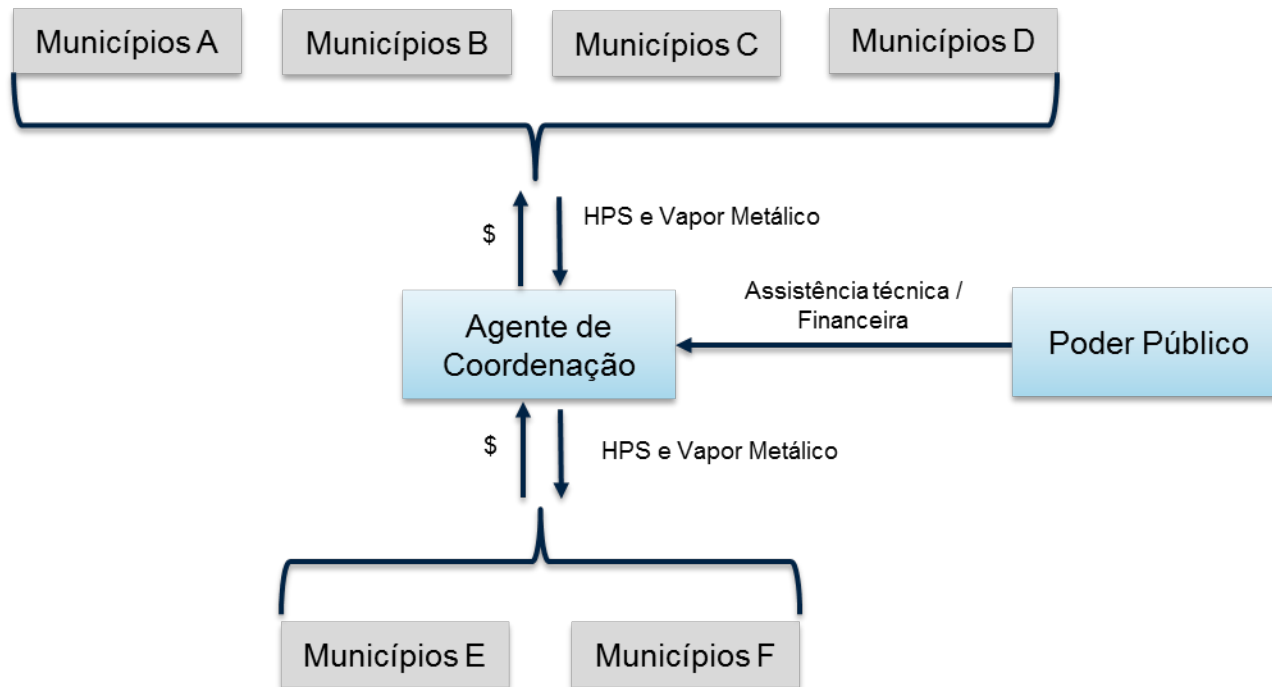 Municípios A
Municípios B
Municípios C
Municípios D
$
HPS e Vapor Metálico
Agente de
Coordenação
Assistência técnica /
Financeira
Poder Público
$
HPS e Vapor Metálico
Municípios E
Municípios F